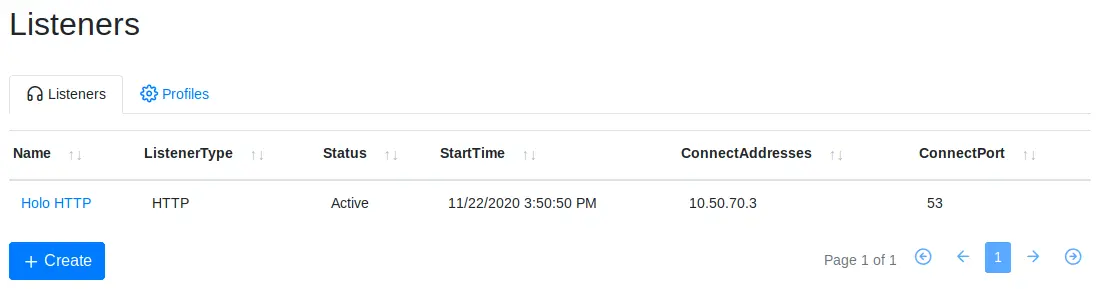 Listeners
Listeners Profiles
Name ↑↓ ListenerType ↑↓ Status ↑↓ StartTime ↑↓ ConnectAddresses ↑↓ ConnectPort ↑↓
Holo HTTP HTTP Active 11/22/2020 3:50:50 PM 10.50.70.3 53
+ Create Page 1 of 1 ← ← 1 → →